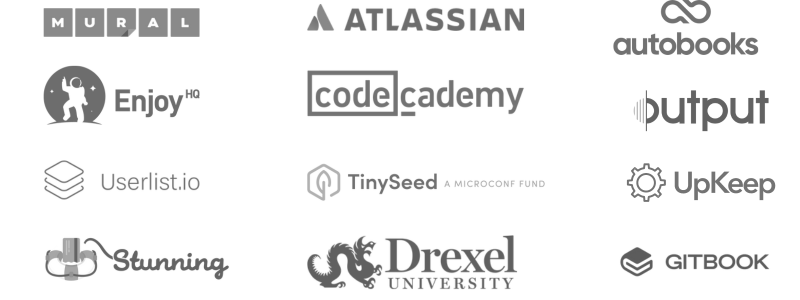 MURAL
ATLASSIAN
autobooks
Enjoy HQ
codecademy
output
Userlist.io
TinySeed A MICROCONF FUND
UpKeep
Stunning
Drexel
UNIVERSITY
GITBOOK